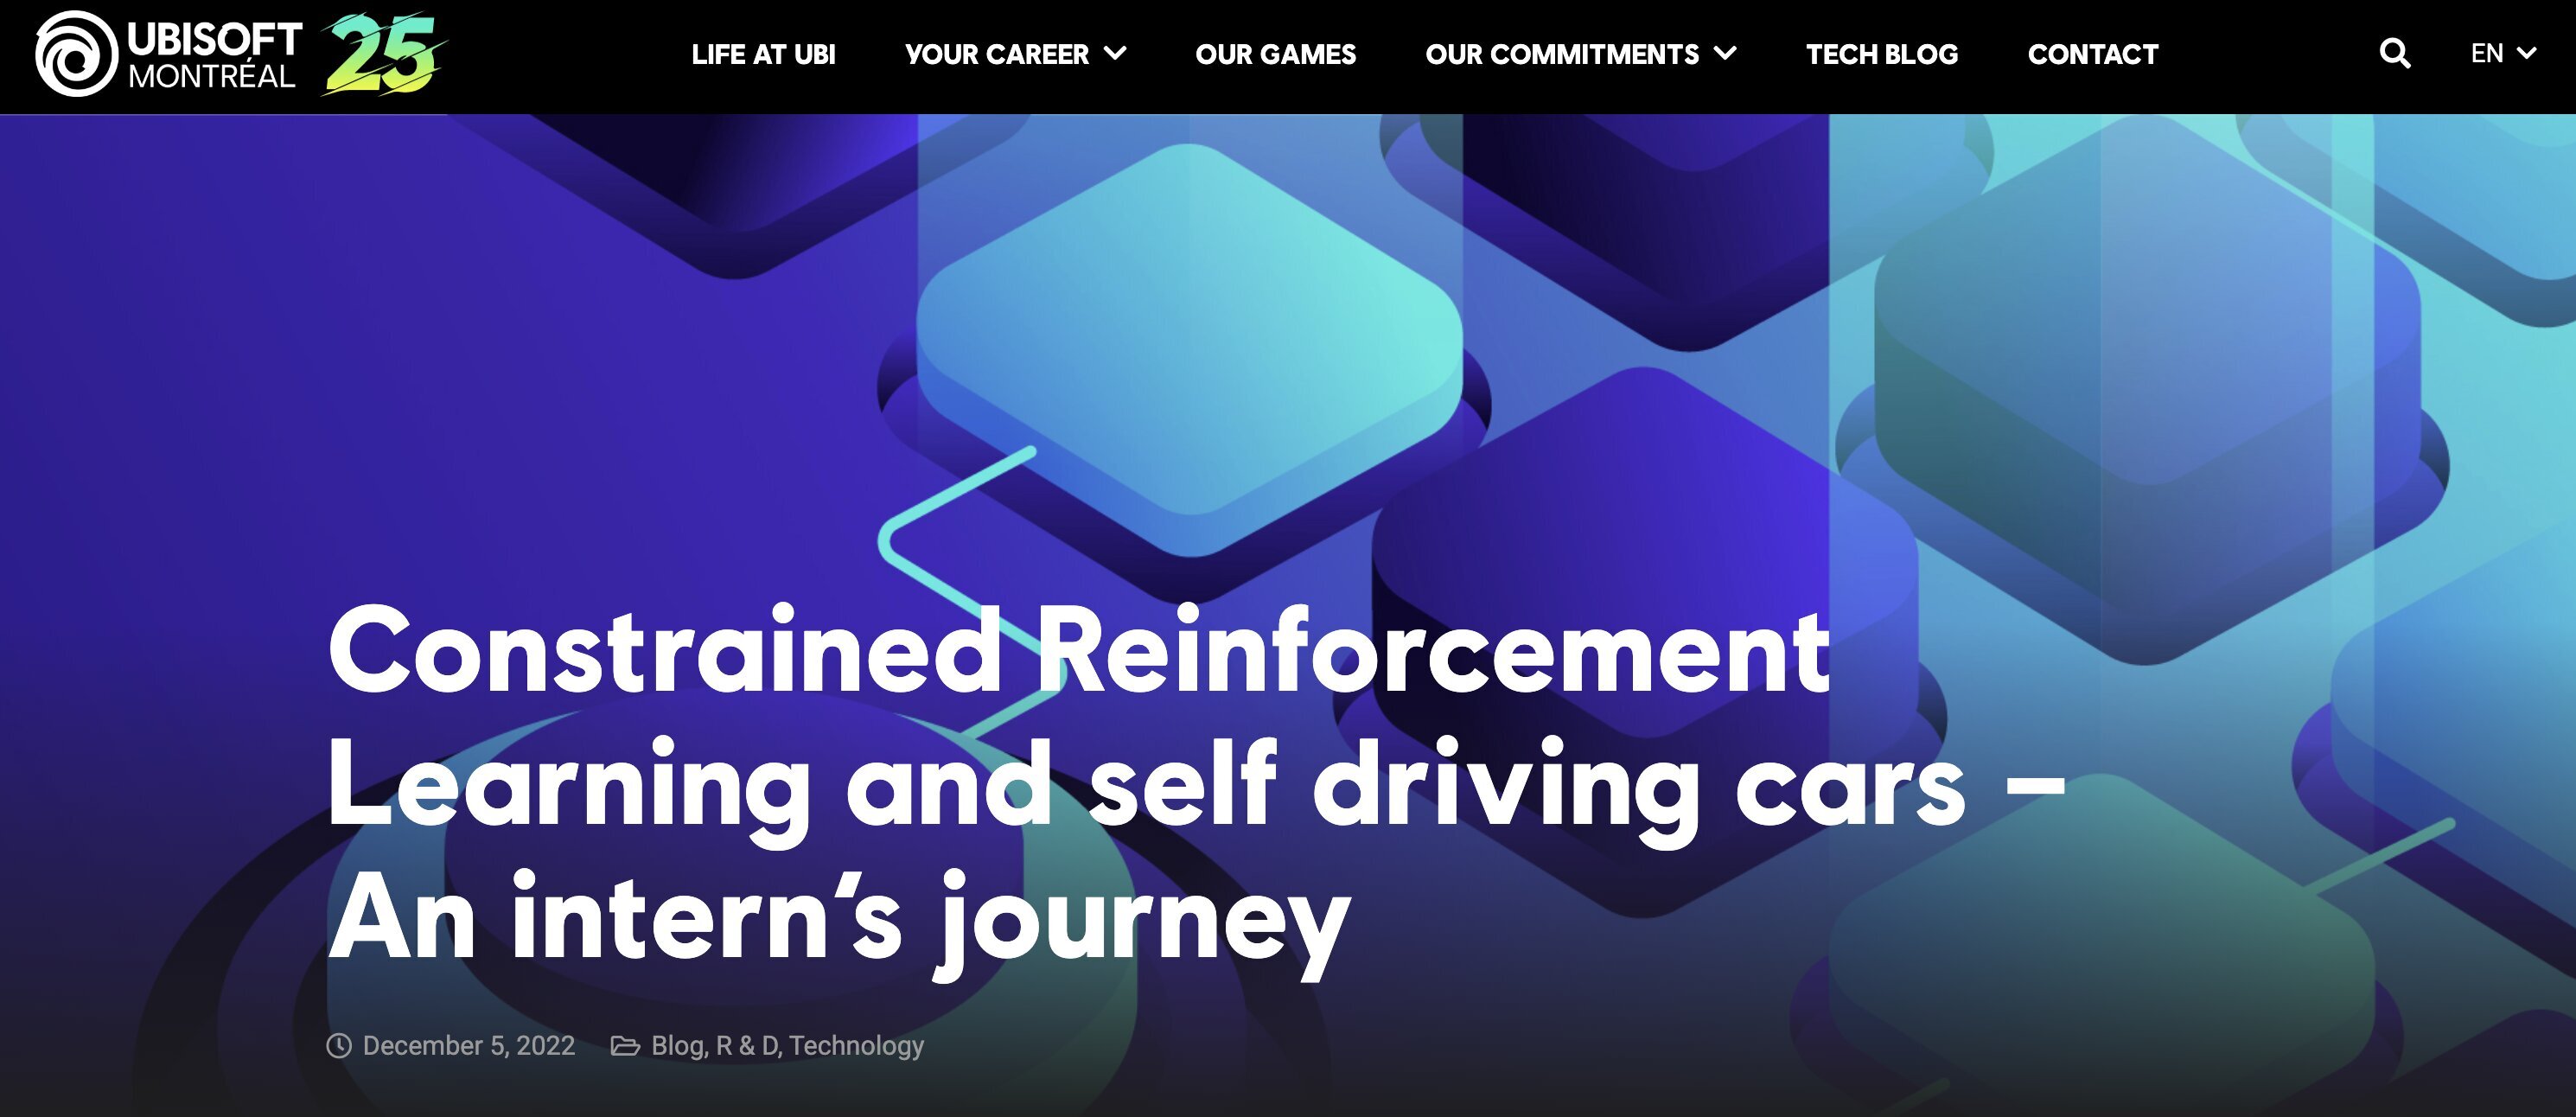 UBISOFT
MONTRÉAL
25
LIFE AT UBI
YOUR CAREER
OUR GAMES
OUR COMMITMENTS
TECH BLOG
CONTACT
EN
Constrained Reinforcement
Learning and self driving cars –
An intern’s journey
December 5, 2022
Blog, R & D, Technology